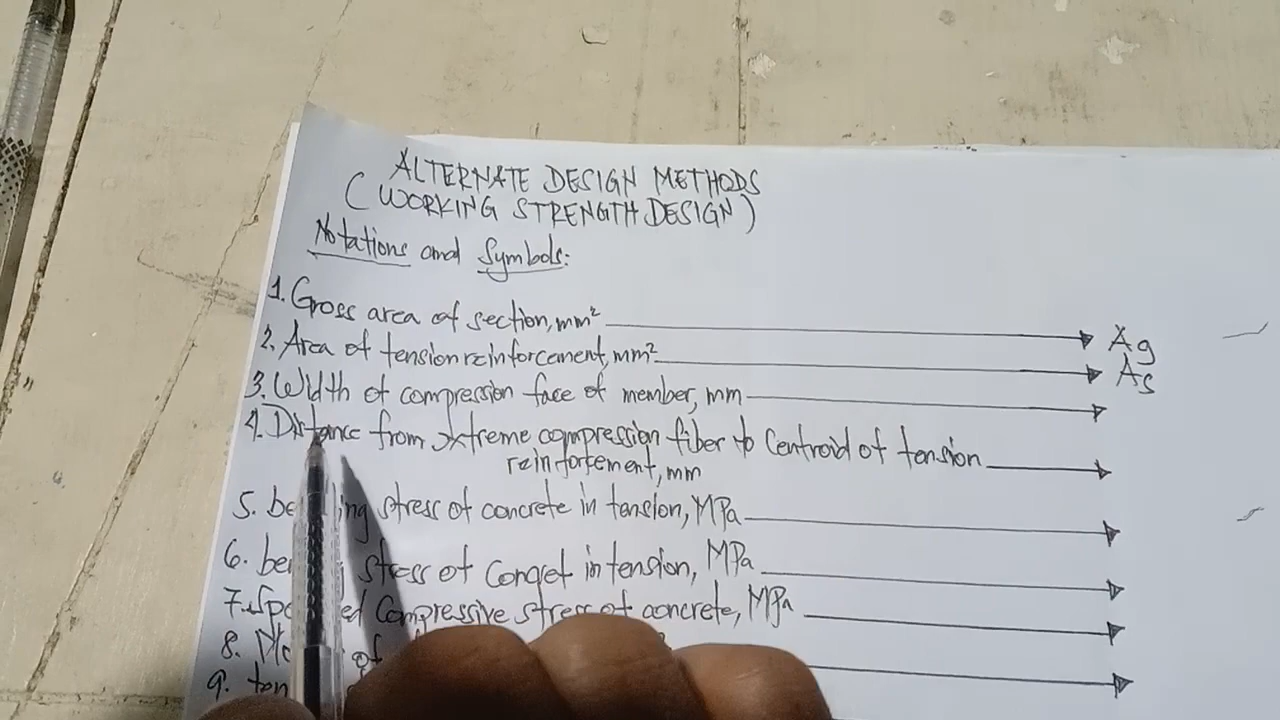 ALTERNATE DESIGN METHODS
(WORKING STRENGTH DESIGN)
Notations and Symbols:
1. Gross area of section, mm² Ag
2. Area of tension reinforcement, mm² As
3. Width of compression face of member, mm
4. Distance from extreme compression fiber to Centroid of tension
reinforcement, mm
5. stress of concrete in tension, MPa
6. stress of in tension, MPa
7. Compressive stress of concrete, MPa
8. of
9.